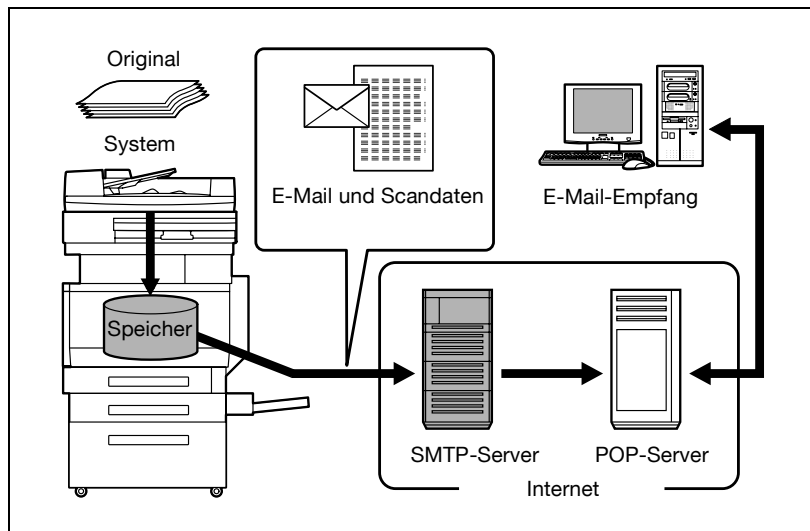 Original
System
Speicher
E-Mail und Scandaten
E-Mail-Empfang
SMTP-Server
POP-Server
Internet